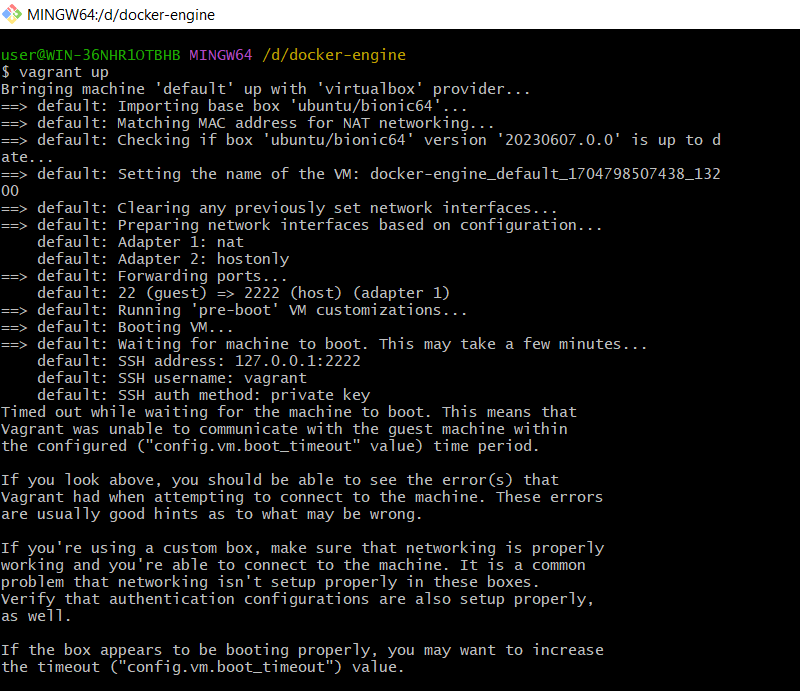 MINGW64:/d/docker-engine
user@WIN-36NHR1OTBHB MINGW64 /d/docker-engine
$ vagrant up
Bringing machine 'default' up with 'virtualbox' provider...
==> default: Importing base box 'ubuntu/bionic64'...
==> default: Matching MAC address for NAT networking...
==> default: Checking if box 'ubuntu/bionic64' version '20230607.0.0' is up to d
ate...
==> default: Setting the name of the VM: docker-engine_default_1704798507438_132
00
==> default: Clearing any previously set network interfaces...
==> default: Preparing network interfaces based on configuration...
    default: Adapter 1: nat
    default: Adapter 2: hostonly
==> default: Forwarding ports...
    default: 22 (guest) => 2222 (host) (adapter 1)
==> default: Running 'pre-boot' VM customizations...
==> default: Booting VM...
==> default: Waiting for machine to boot. This may take a few minutes...
    default: SSH address: 127.0.0.1:2222
    default: SSH username: vagrant
    default: SSH auth method: private key
Timed out while waiting for the machine to boot. This means that
Vagrant was unable to communicate with the guest machine within
the configured ("config.vm.boot_timeout" value) time period.

If you look above, you should be able to see the error(s) that
Vagrant had when attempting to connect to the machine. These errors
are usually good hints as to what may be wrong.

If you're using a custom box, make sure that networking is properly
working and you're able to connect to the machine. It is a common
problem that networking isn't setup properly in these boxes.
Verify that authentication configurations are also setup properly,
as well.

If the box appears to be booting properly, you may want to increase
the timeout ("config.vm.boot_timeout") value.